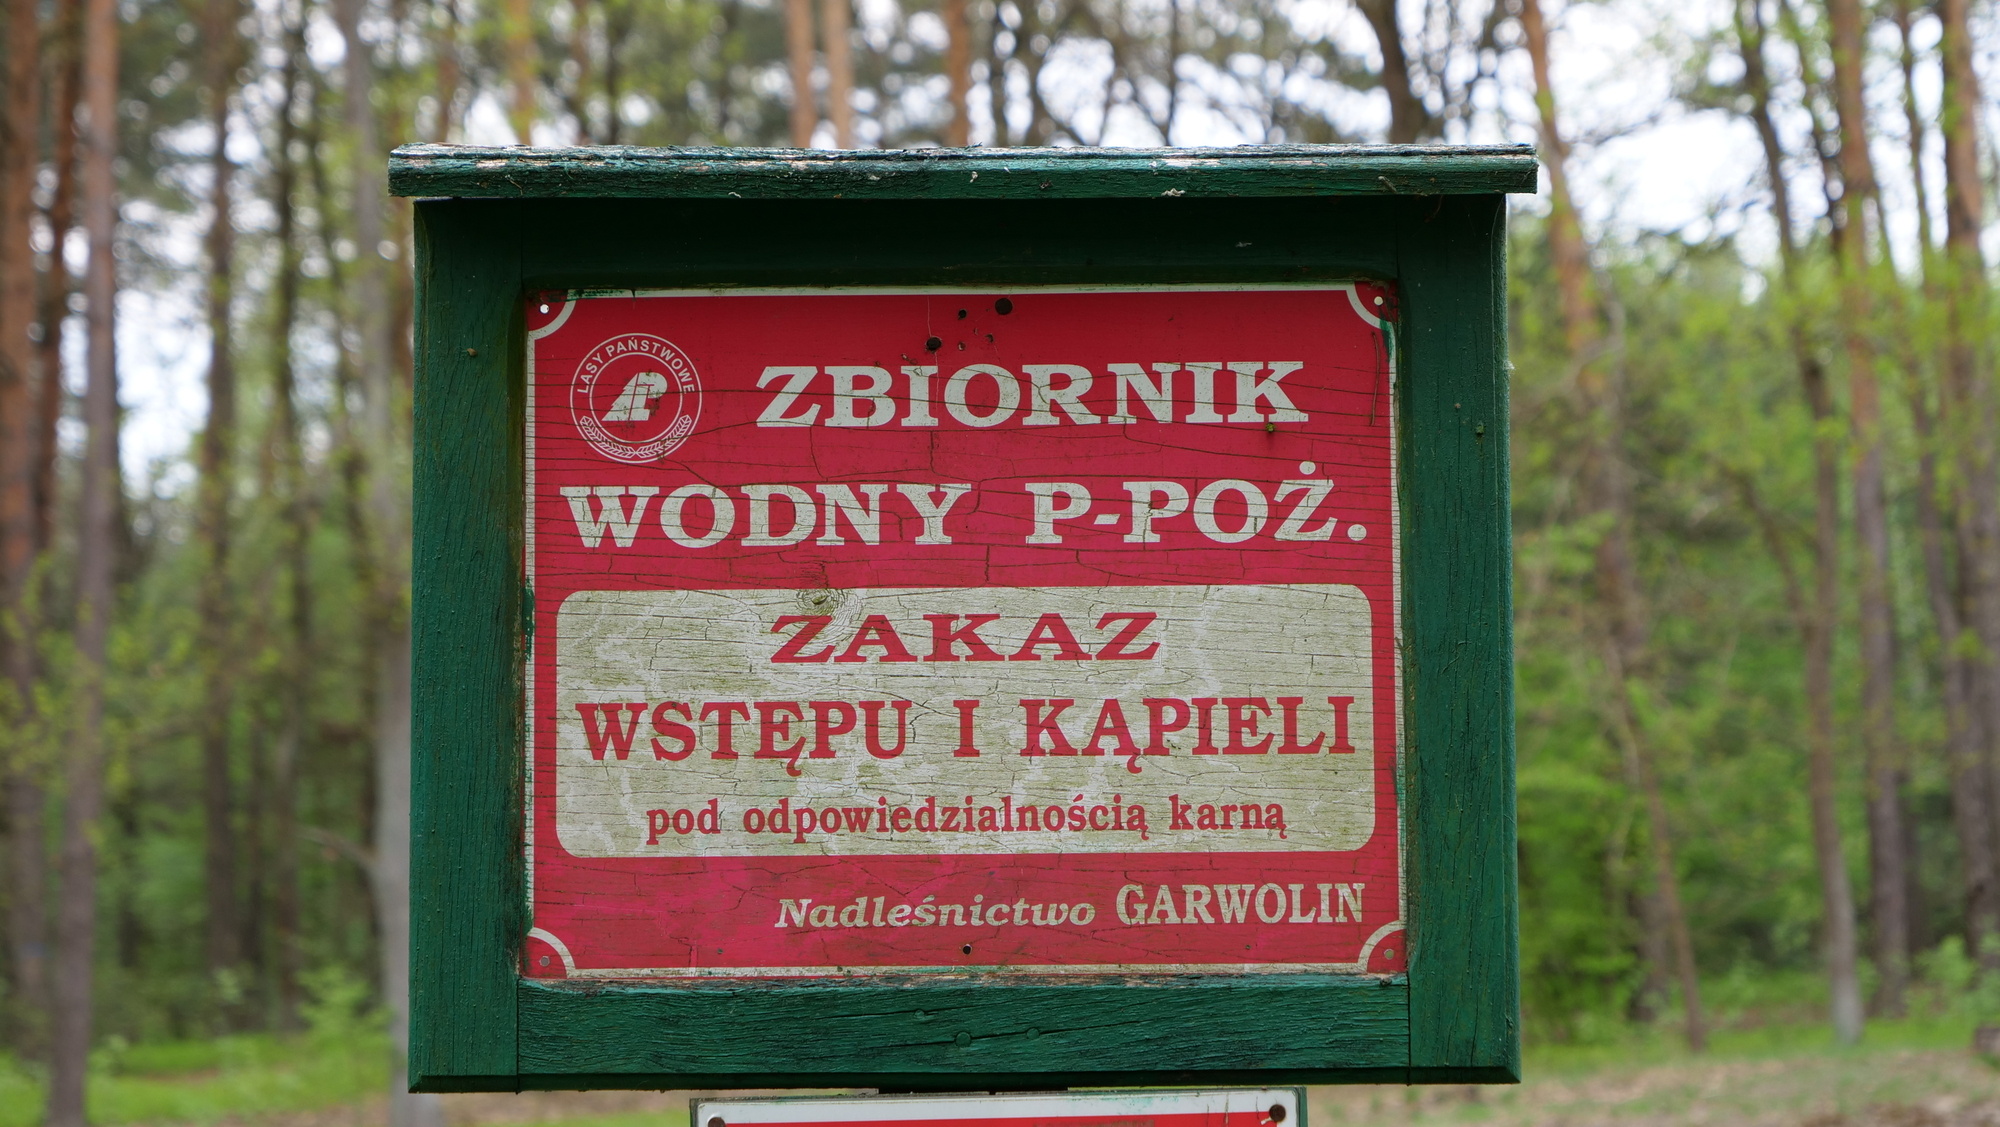 LASY PAŃSTWOWE
ZBIORNIK
WODNY P-POŻ.
ZAKAZ
WSTĘPU I KĄPIELI
pod odpowiedzialnością karną
Nadleśnictwo GARWOLIN